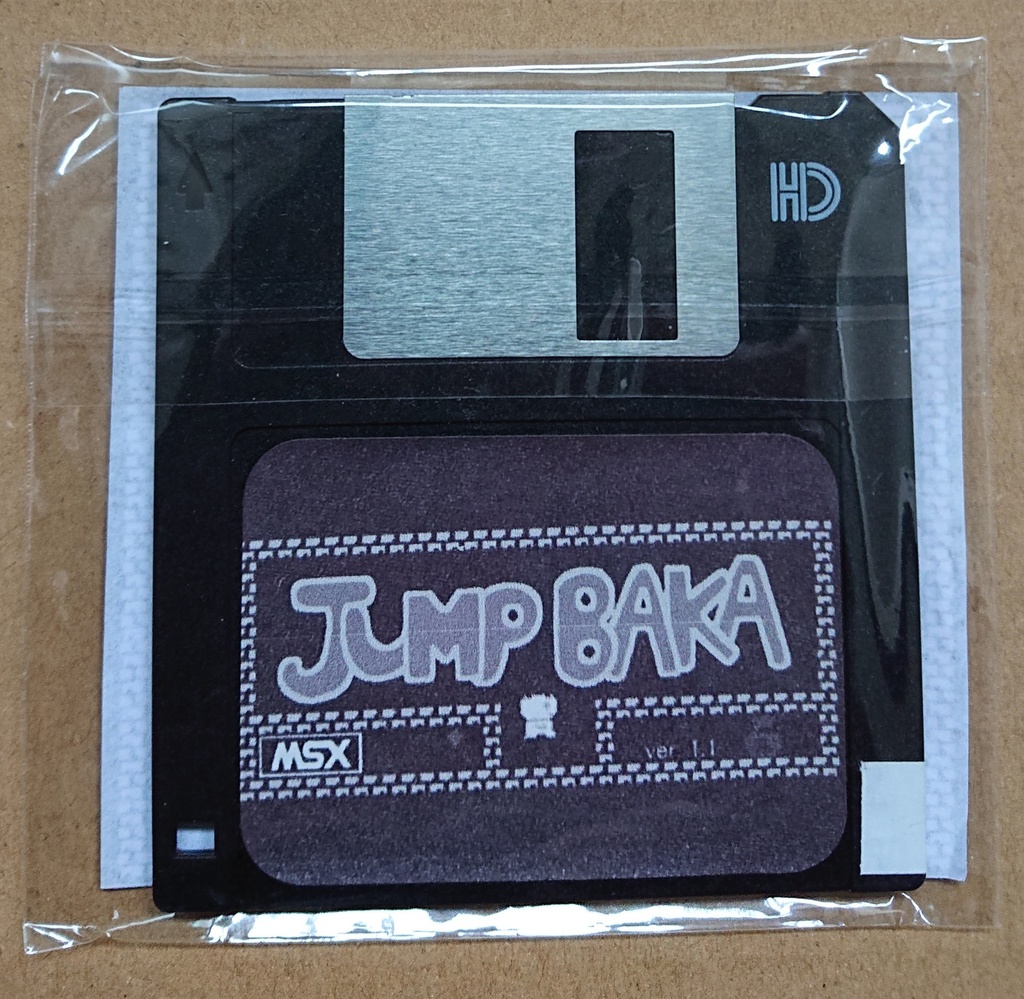 HD
JUMP BAKA
MSX
ver 1.1